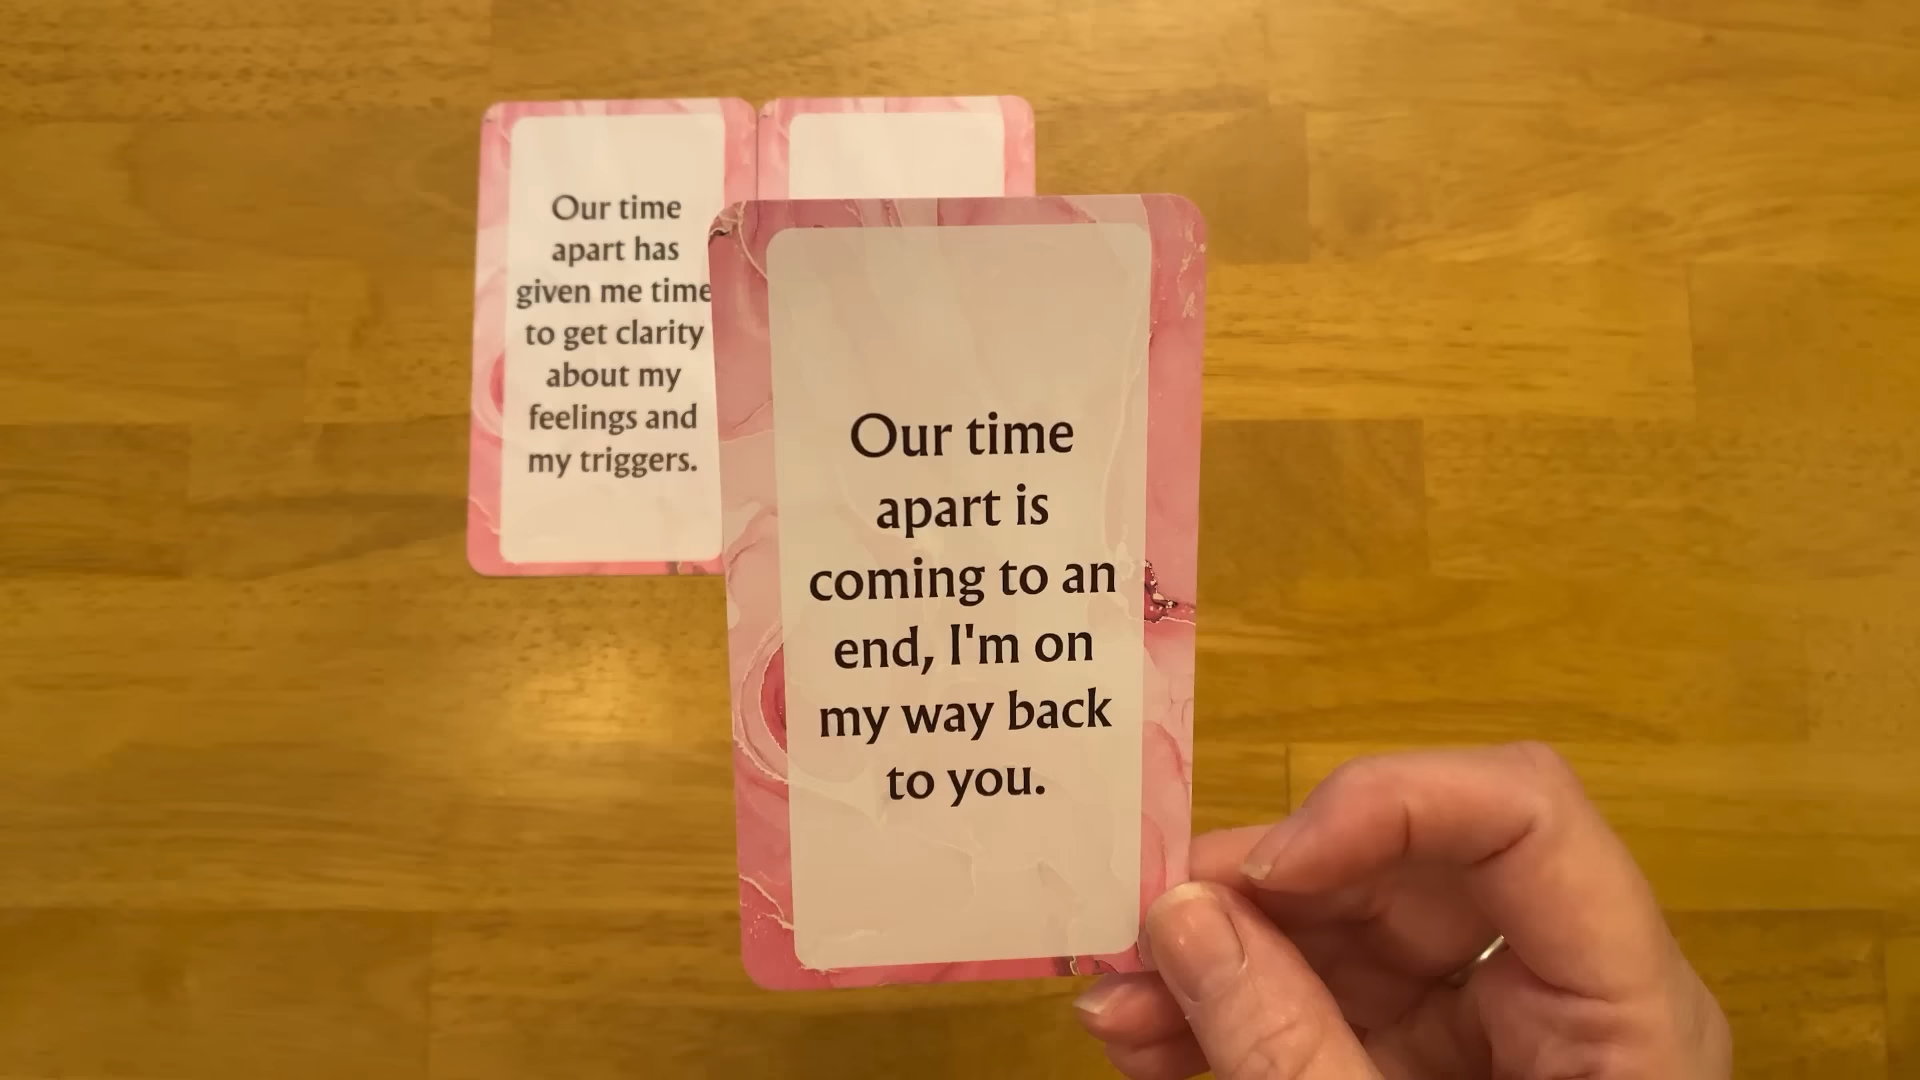 Our time
apart has
given me time
to get clarity
about my
feelings and
my triggers.
Our time
apart is
coming to an
end, I'm on
my way back
to you.